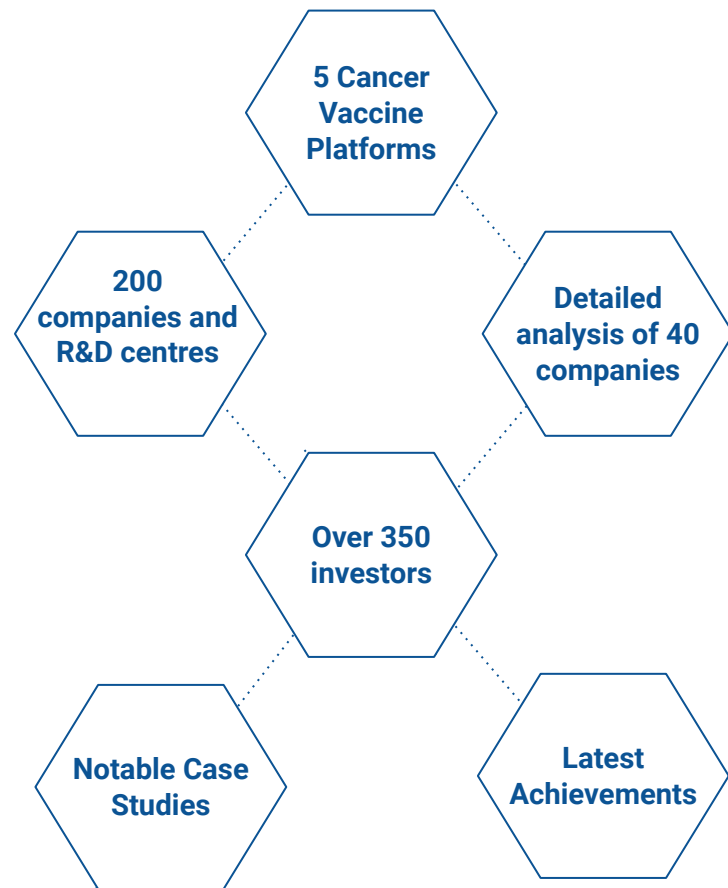 5 Cancer
Vaccine
Platforms
200
companies and
R&D centres
Detailed
analysis of 40
companies
Over 350
investors
Notable Case
Studies
Latest
Achievements